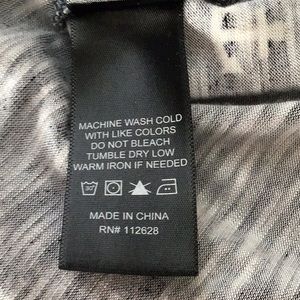 MACHINE WASH COLD
WITH LIKE COLORS
DO NOT BLEACH
TUMBLE DRY LOW
WARM IRON IF NEEDED
MADE IN CHINA
RN# 112628